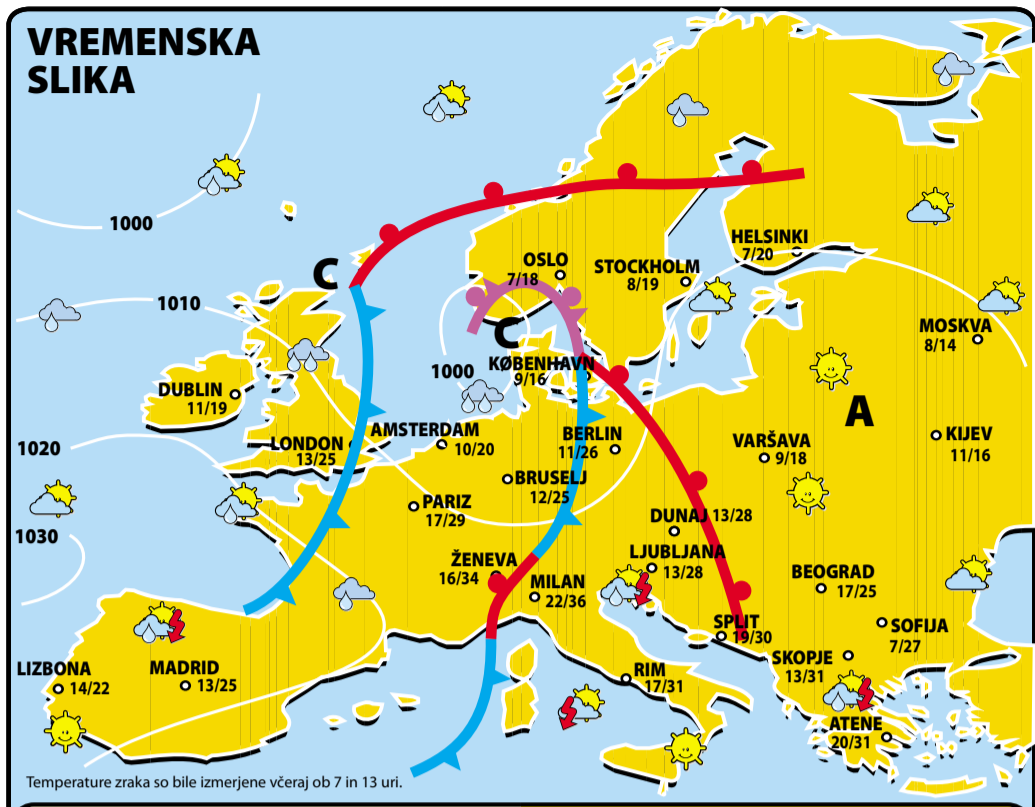 VREMENSKA
SLIKA
1000
C
1010
1020
1030
OSLO
7/18
STOCKHOLM
8/19
HELSINKI
7/20
MOSKVA
8/14
C
1000
KØBENHAVN
9/16
DUBLIN
11/19
LONDON
13/25
AMSTERDAM
10/20
BERLIN
11/26
VARŠAVA
9/18
A
KIJEV
11/16
BRUSELJ
12/25
PARIZ
17/29
DUNAJ 13/28
ŽENEVA
16/34
MILAN
22/36
LJUBLJANA
13/28
BEOGRAD
17/25
SPLIT
19/30
SOFIJA
7/27
SKOPJE
13/31
LIZBONA
14/22
MADRID
13/25
RIM
17/31
ATENE
20/31
Temperature zraka so bile izmerjene včeraj ob 7 in 13 uri.